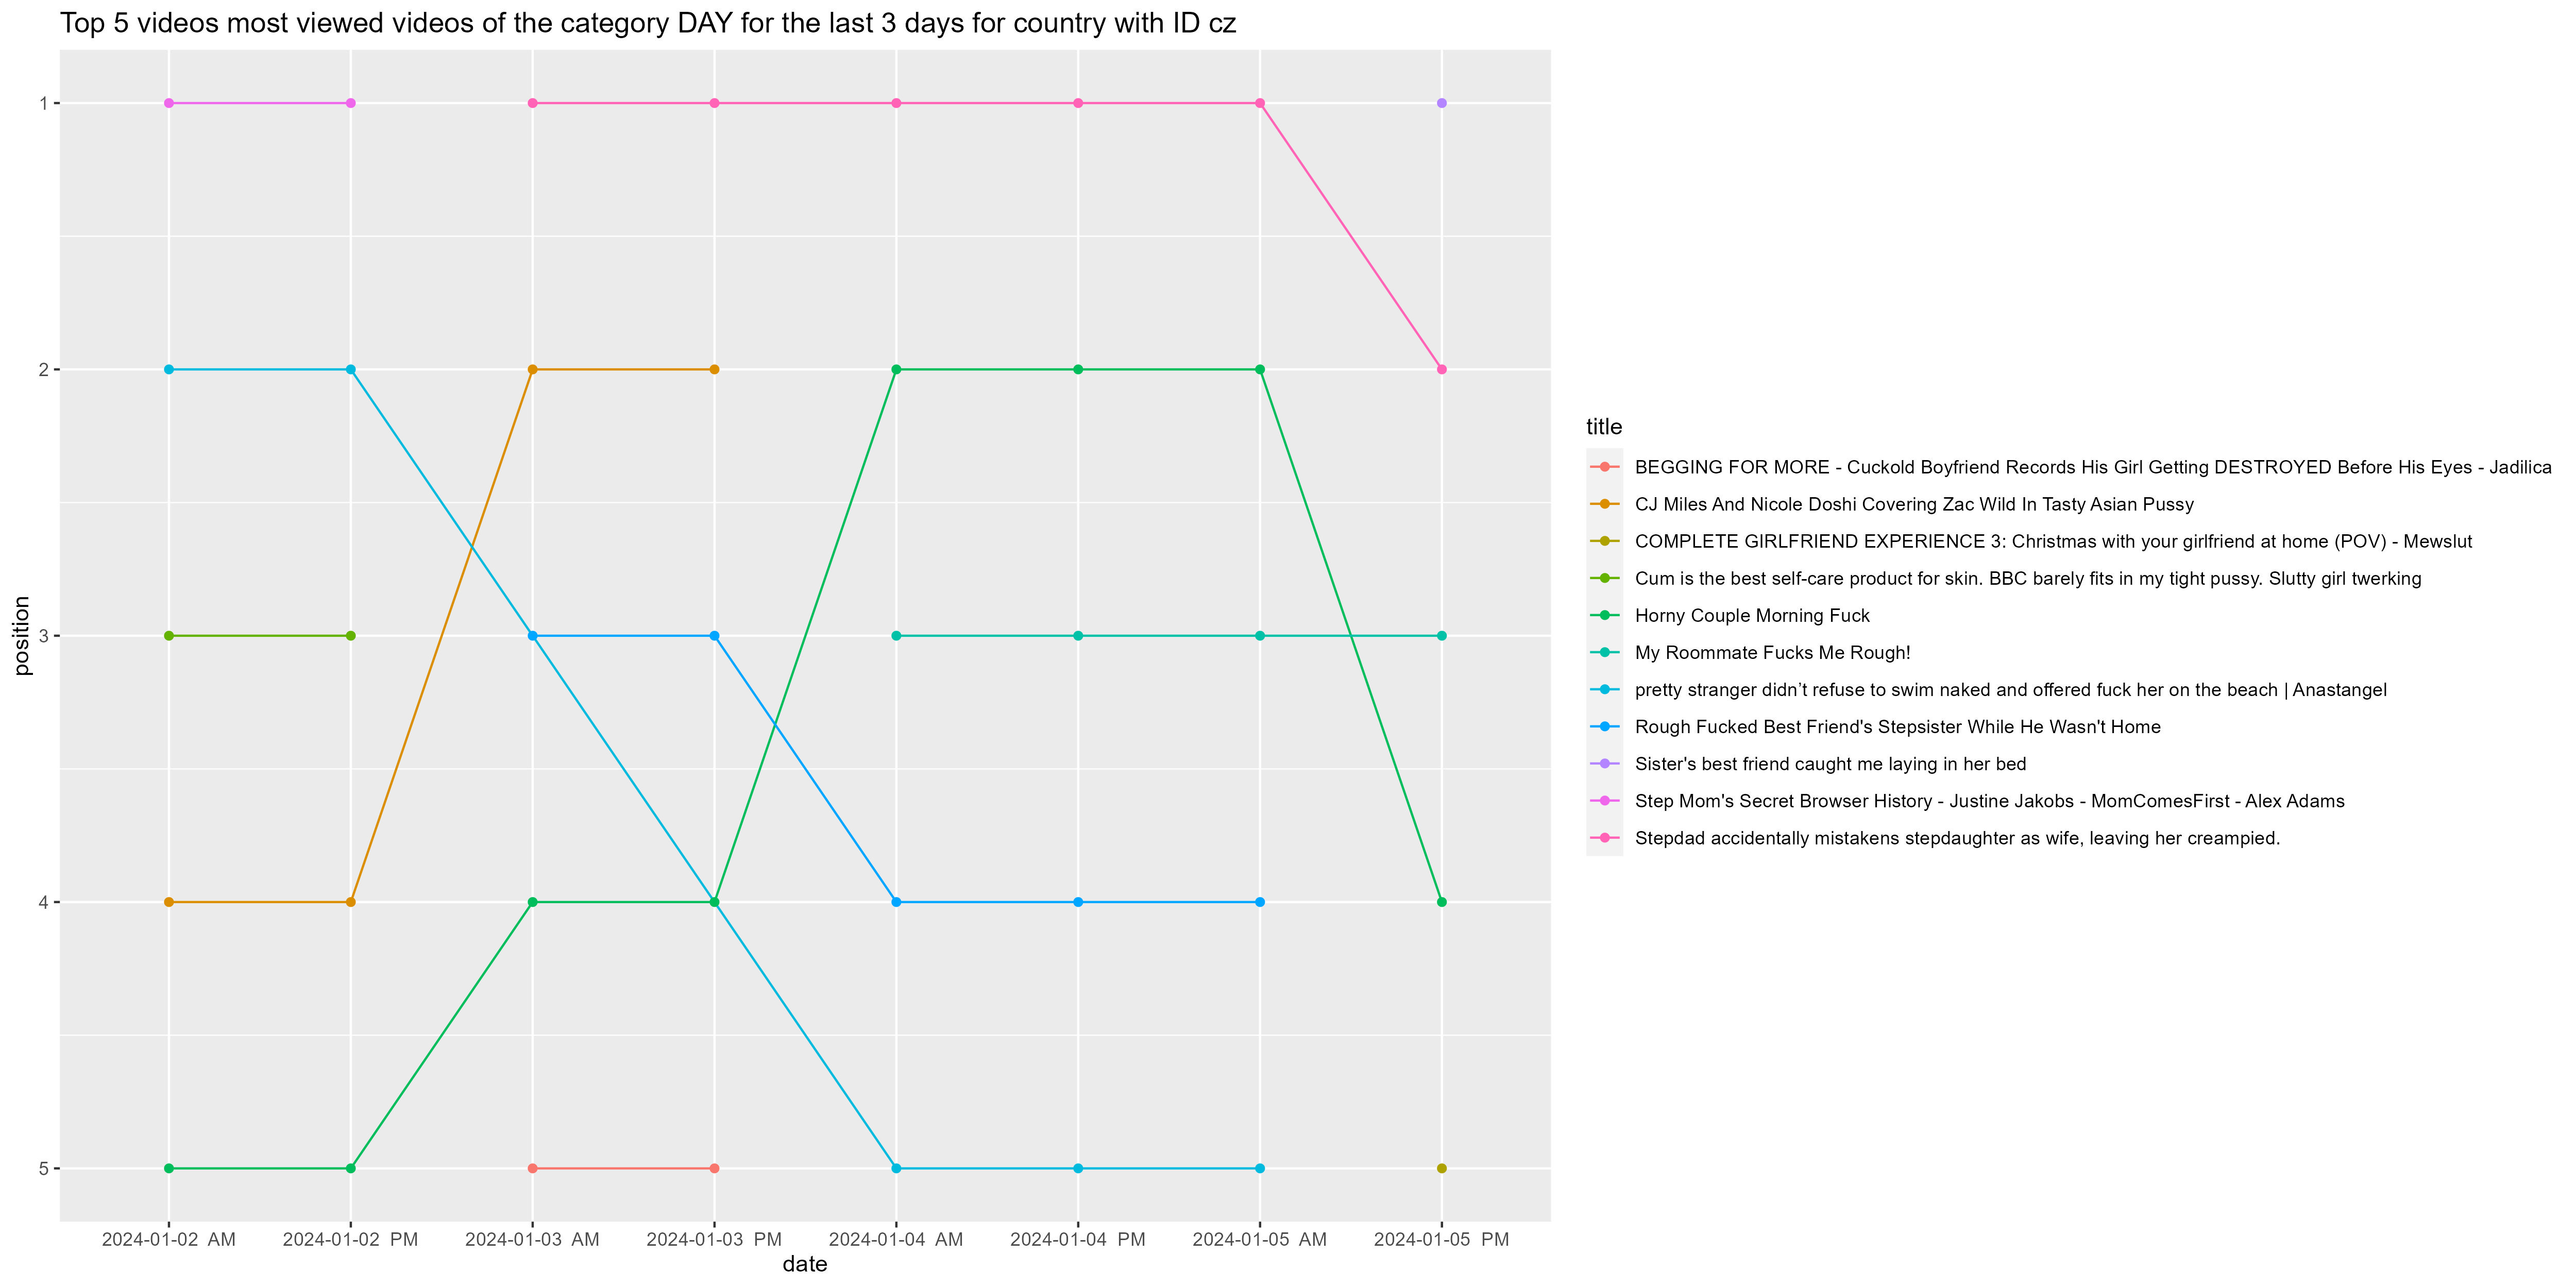 Top 5 videos most viewed videos of the category DAY for the last 3 days for country with ID cz
1
2
3
4
5
position
2024-01-02 AM
2024-01-02 PM
2024-01-03 AM
2024-01-03 PM
2024-01-04 AM
2024-01-04 PM
2024-01-05 AM
2024-01-05 PM
date
title
BEGGING FOR MORE - Cuckold Boyfriend Records His Girl Getting DESTROYED Before His Eyes - Jadilica
CJ Miles And Nicole Doshi Covering Zac Wild In Tasty Asian Pussy
COMPLETE GIRLFRIEND EXPERIENCE 3: Christmas with your girlfriend at home (POV) - Mewslut
Cum is the best self-care product for skin. BBC barely fits in my tight pussy. Slutty girl twerking
Horny Couple Morning Fuck
My Roommate Fucks Me Rough!
pretty stranger didn’t refuse to swim naked and offered fuck her on the beach | Anastangel
Rough Fucked Best Friend's Stepsister While He Wasn't Home
Sister's best friend caught me laying in her bed
Step Mom's Secret Browser History - Justine Jakobs - MomComesFirst - Alex Adams
Stepdad accidentally mistakens stepdaughter as wife, leaving her creampied.